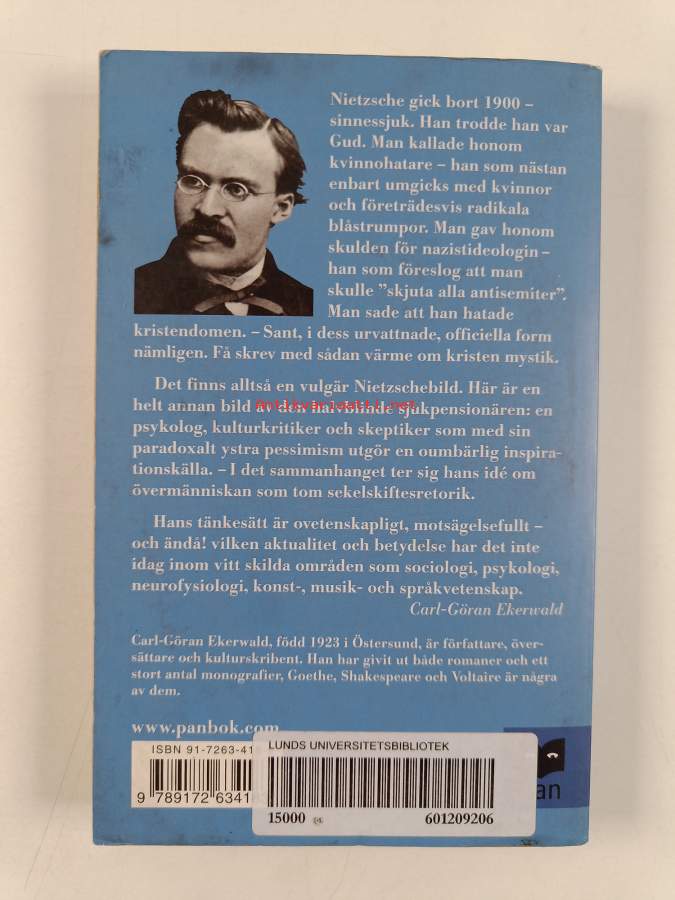 Nietzsche gick bort 1900 –
sinnessjuk. Han trodde han var
Gud. Man kallade honom
kvinnohatare – han som nästan
enbart umgicks med kvinnor
och företrädesvis radikala
blåstrumpor. Man gav honom
skulden för nazistideologin –
han som föreslog att man
skulle ”skjuta alla antisemiter”.
Man sade att han hatade
kristendomen. – Sant, i dess urvattnade, officiella form
nämligen. Få skrev med sådan värme om kristen mystik.
Det finns alltså en vulgär Nietzschebild. Här är en
helt annan bild av den halvblinde sjukpensionären: en
Antikvariaatti.net
psykolog, kulturkritiker och skeptiker som med sin
paradoxalt ystra pessimism utgör en oumbärlig inspira-
tionskälla. – I det sammanhanget ter sig hans idé om
övermänniskan som tom sekelskiftesretorik.
Hans tänkesätt är ovetenskapligt, motsägelsefullt –
och ändå! vilken aktualitet och betydelse har det inte
idag inom vitt skilda områden som sociologi, psykologi,
neurofysiologi, konst-, musik- och språkvetenskap.
Carl-Göran Ekerwald
Carl-Göran Ekerwald, född 1923 i Östersund, är författare, över-
sättare och kulturskribent. Han har givit ut både romaner och ett
stort antal monografier, Goethe, Shakespeare och Voltaire är några
av dem.
www.panbok.com
ISBN 91-7263-41
9 789172 6341
LUNDS UNIVERSITETSBIBLIOTEK
15000
601209206
an